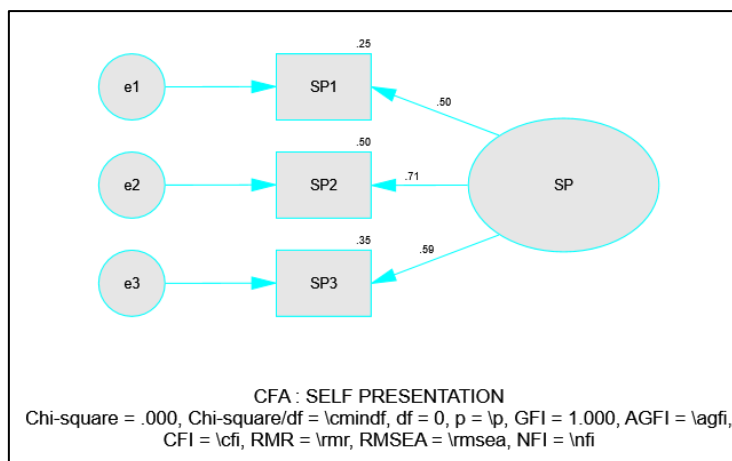 .25
e1
SP1
.50
.50
e2
SP2
.71
SP
.35
.59
e3
SP3
CFA : SELF PRESENTATION
Chi-square = .000, Chi-square/df = \cmindf, df = 0, p = \p, GFI = 1.000, AGFI = \agfi,
CFI = \cfi, RMR = \rmr, RMSEA = \rmsea, NFI = \nfi